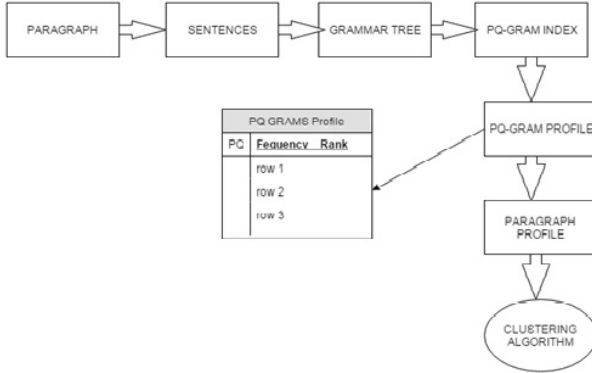 PARAGRAPH
SENTENCES
GRAMMAR TREE
PQ-GRAM INDEX
PQ GRAMS Profile
PQ Fequency Rank
row 1
row 2
row 3
PQ-GRAM PROFILE
PARAGRAPH
PROFILE
CLUSTERING
ALGORITHM